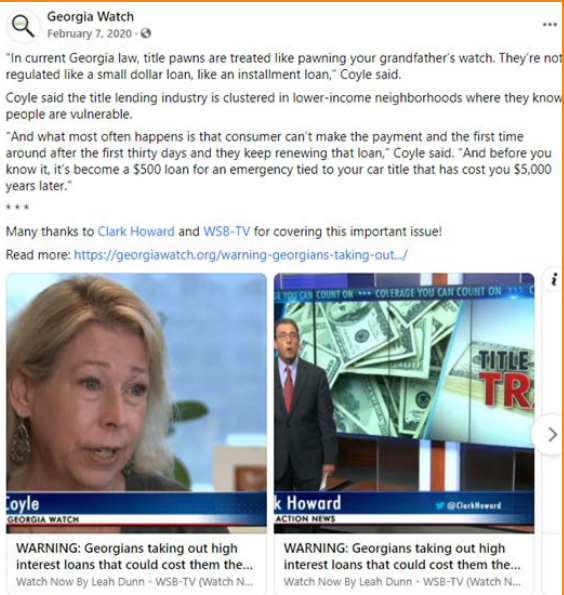 Georgia Watch
February 7, 2020 ·
"In current Georgia law, title pawns are treated like pawning your grandfather's watch. They're not
regulated like a small dollar loan, like an installment loan," Coyle said.
Coyle said the title lending industry is clustered in lower-income neighborhoods where they know
people are vulnerable.
"And what most often happens is that consumer can't make the payment and the first time
around after the first thirty days and they keep renewing that loan," Coyle said. "And before you
know it, it's become a $500 loan for an emergency tied to your car title that has cost you $5,000
years later."
* * *
Many thanks to Clark Howard and WSB-TV for covering this important issue!
Read more: https://georgiawatch.org/warning-georgians-taking-out.../
Coyle
GEORGIA WATCH
WARNING: Georgians taking out high
interest loans that could cost them the...
Watch Now By Leah Dunn - WSB-TV (Watch N...
E YOU CAN COUNT ON *** COVERAGE YOU CAN COUNT ON ***
TITLE
TR
k Howard
@ClarkHoward
ACTION NEWS
WARNING: Georgians taking out high
interest loans that could cost them the...
Watch Now By Leah Dunn - WSB-TV (Watch N...